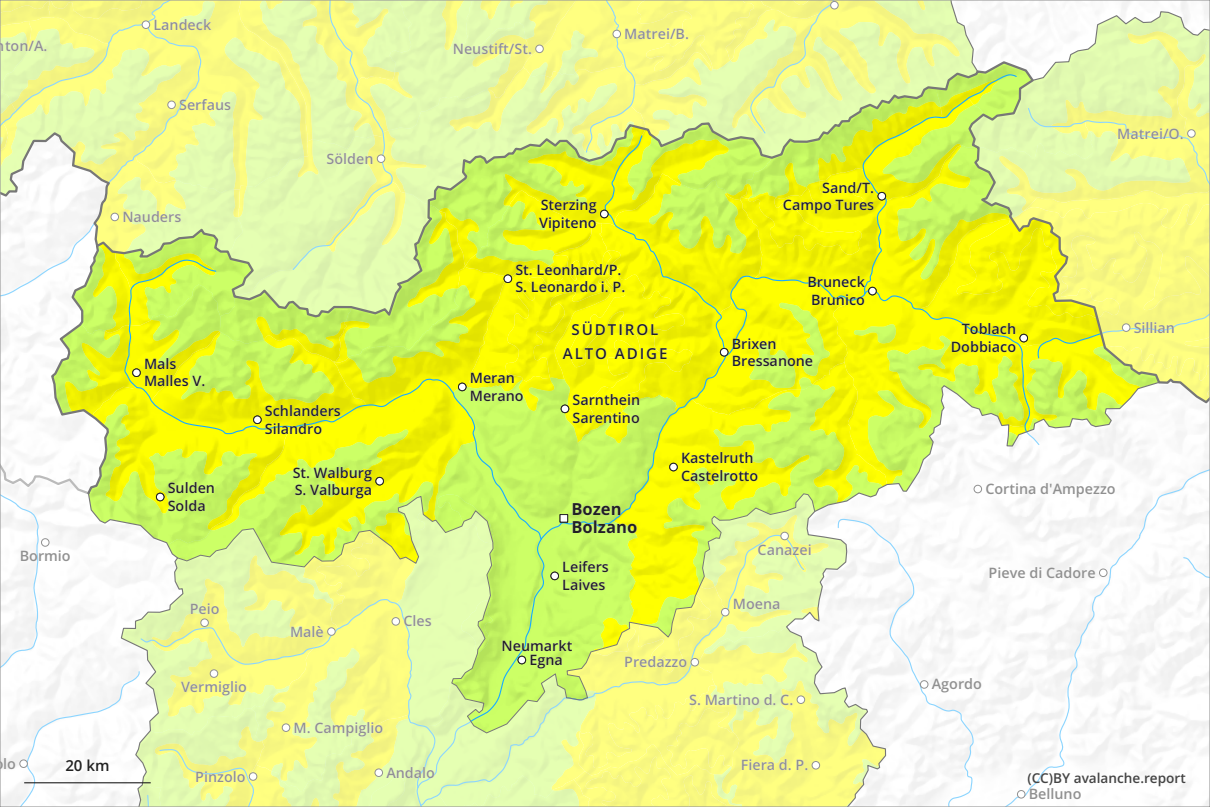 Landeck
nton/A.
Neustift/St.
Matrei/B.
Serfaus
Matrei/O.
Sölden
Sand/T.
Campo Tures
Nauders
Sterzing
Vipiteno
St. Leonhard/P.
S. Leonardo i. P.
Bruneck
Brunico
SÜDTIROL
ALTO ADIGE
Toblach
Dobbiaco
Sillian
Brixen
Bressanone
Mals
Malles V.
Meran
Merano
Sarnthein
Sarentino
Schlanders
Silandro
Kastelruth
Castelrotto
St. Walburg
S. Valburga
Sulden
Solda
Cortina d'Ampezzo
Bozen
Bolzano
Bormio
Canazei
Leifers
Laives
Pieve di Cadore
Peio
Moena
Malè
Cles
Neumarkt
Egna
Predazzo
Vermiglio
Agordo
S. Martino d. C.
M. Campiglio
olo
20 km
Pinzolo
Andalo
Fiera d. P.
(CC)BY avalanche.report
Belluno